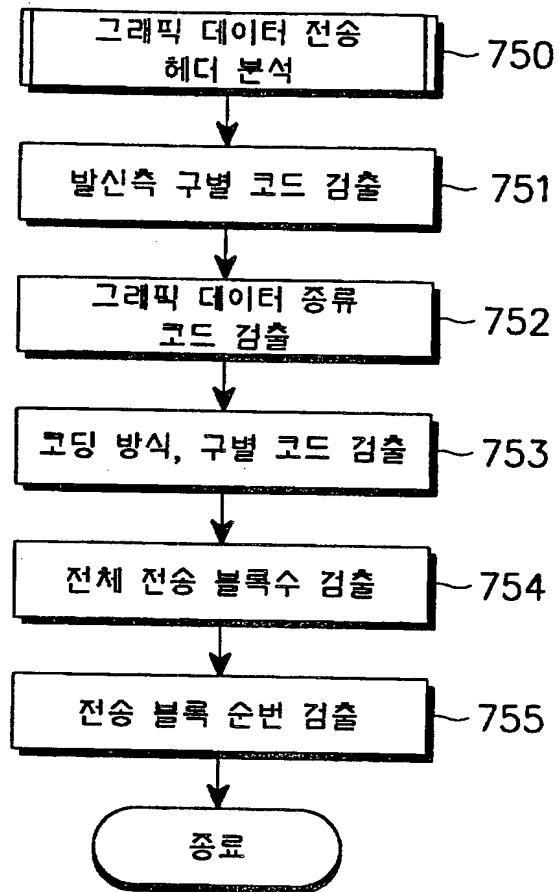 그래픽 데이터 전송
헤더 분석
750
발신측 구별 코드 검출
751
그래픽 데이터 종류
코드 검출
752
코딩 방식, 구별 코드 검출
753
전체 전송 블록수 검출
754
전송 블록 순번 검출
755
종료